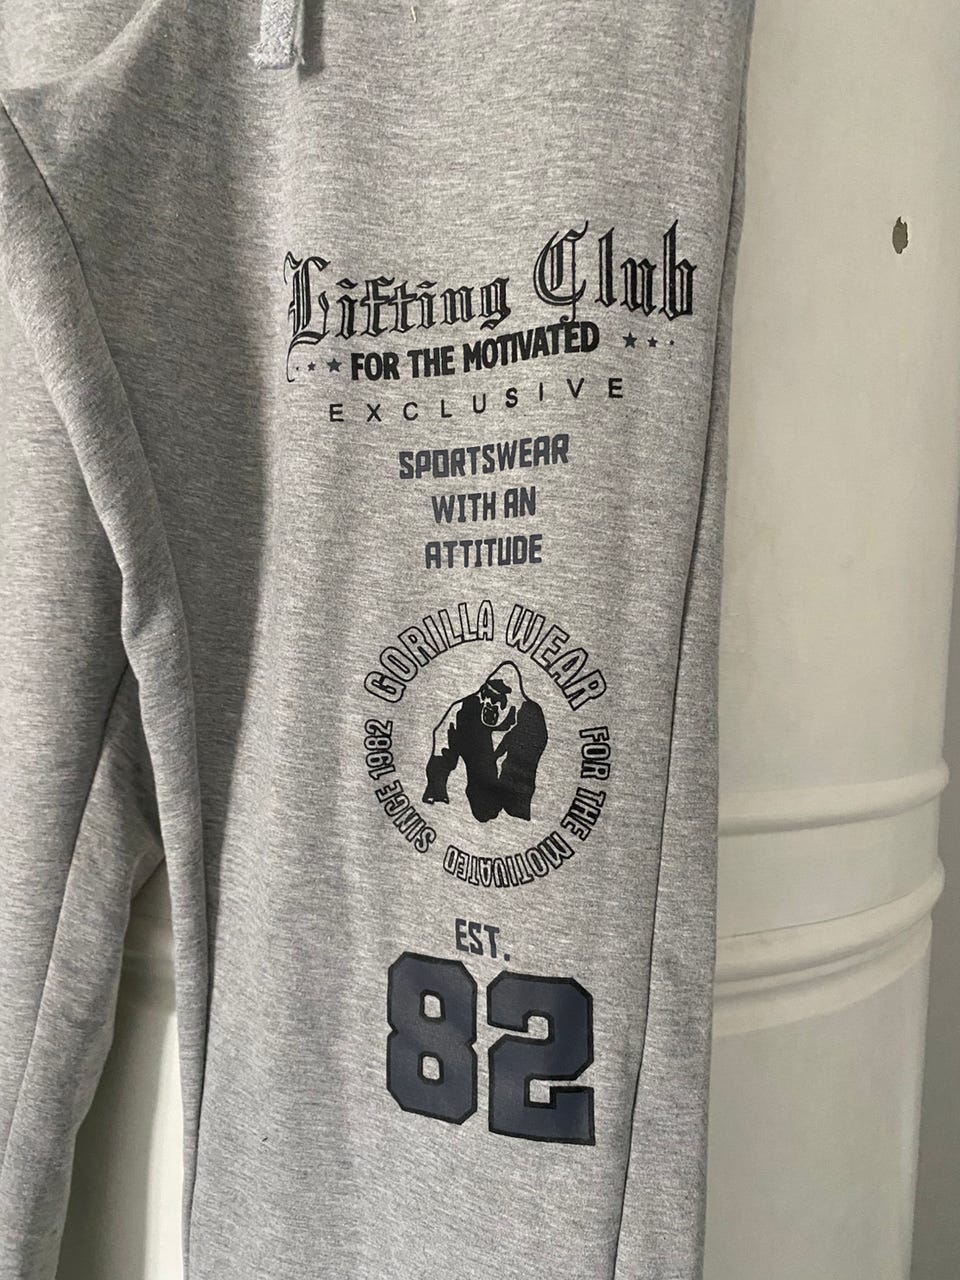 Lifting Club
FOR THE MOTIVATED
EXCLUSIVE
SPORTSWEAR
WITH AN
ATTITUDE
GORILLA WEAR
FOR THE MOTIVATED
SINCE 1982
EST.
82